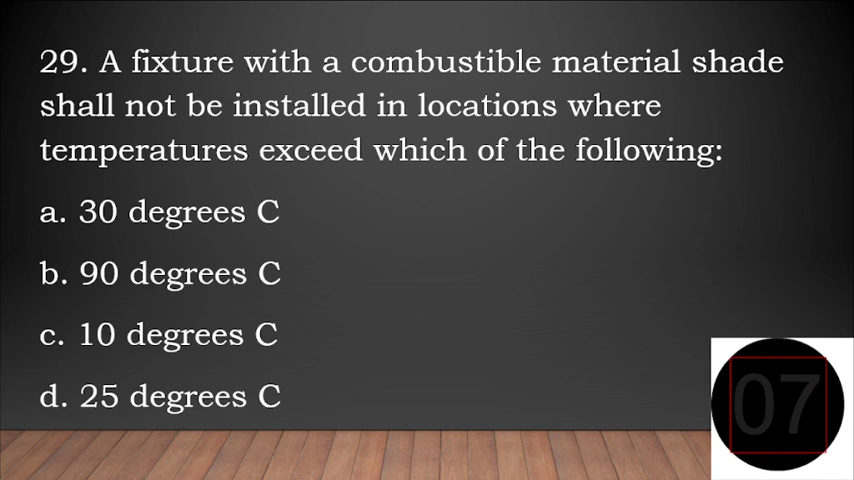 29. A fixture with a combustible material shade
shall not be installed in locations where
temperatures exceed which of the following:
a. 30 degrees C
b. 90 degrees C
c. 10 degrees C
d. 25 degrees C
07